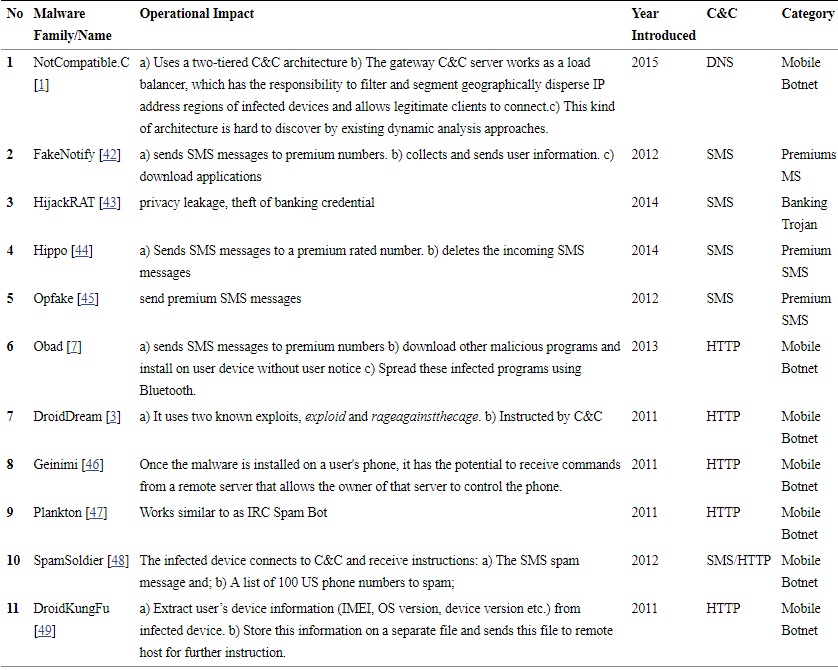 No Malware Operational Impact Year C&C Category
Family/Name Introduced
1 NotCompatible.C a) Uses a two-tiered C&C architecture b) The gateway C&C server works as a load 2015 DNS Mobile
[1] balancer, which has the responsibility to filter and segment geographically disperse IP Botnet
address regions of infected devices and allows legitimate clients to connect.c) This kind
of architecture is hard to discover by existing dynamic analysis approaches.
2 FakeNotify [42] a) sends SMS messages to premium numbers. b) collects and sends user information. c) 2012 SMS Premiums
download applications MS
3 HijackRAT [43] privacy leakage, theft of banking credential 2014 SMS Banking
Trojan
4 Hippo [44] a) Sends SMS messages to a premium rated number. b) deletes the incoming SMS 2014 SMS Premium
messages SMS
5 Opfake [45] send premium SMS messages 2012 SMS Premium
SMS
6 Obad [7] a) sends SMS messages to premium numbers b) download other malicious programs and 2013 HTTP Mobile
install on user device without user notice c) Spread these infected programs using Botnet
Bluetooth.
7 DroidDream [3] a) It uses two known exploits, exploid and rageagainstthecage. b) Instructed by C&C 2011 HTTP Mobile
Botnet
8 Geinimi [46] Once the malware is installed on a user's phone, it has the potential to receive commands 2011 HTTP Mobile
from a remote server that allows the owner of that server to control the phone. Botnet
9 Plankton [47] Works similar to as IRC Spam Bot 2011 HTTP Mobile
Botnet
10 SpamSoldier [48] The infected device connects to C&C and receive instructions: a) The SMS spam 2012 SMS/HTTP Mobile
message and; b) A list of 100 US phone numbers to spam; Botnet
11 DroidKungFu a) Extract user’s device information (IMEI, OS version, device version etc.) from 2011 HTTP Mobile
[49] infected device. b) Store this information on a separate file and sends this file to remote Botnet
host for further instruction.